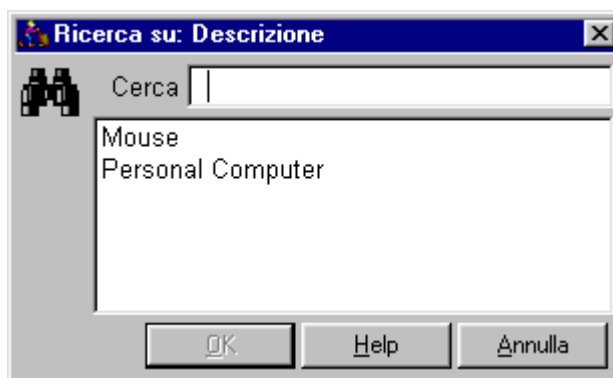 Ricerca su: Descrizione
Cerca
Mouse
Personal Computer
OK Help Annulla